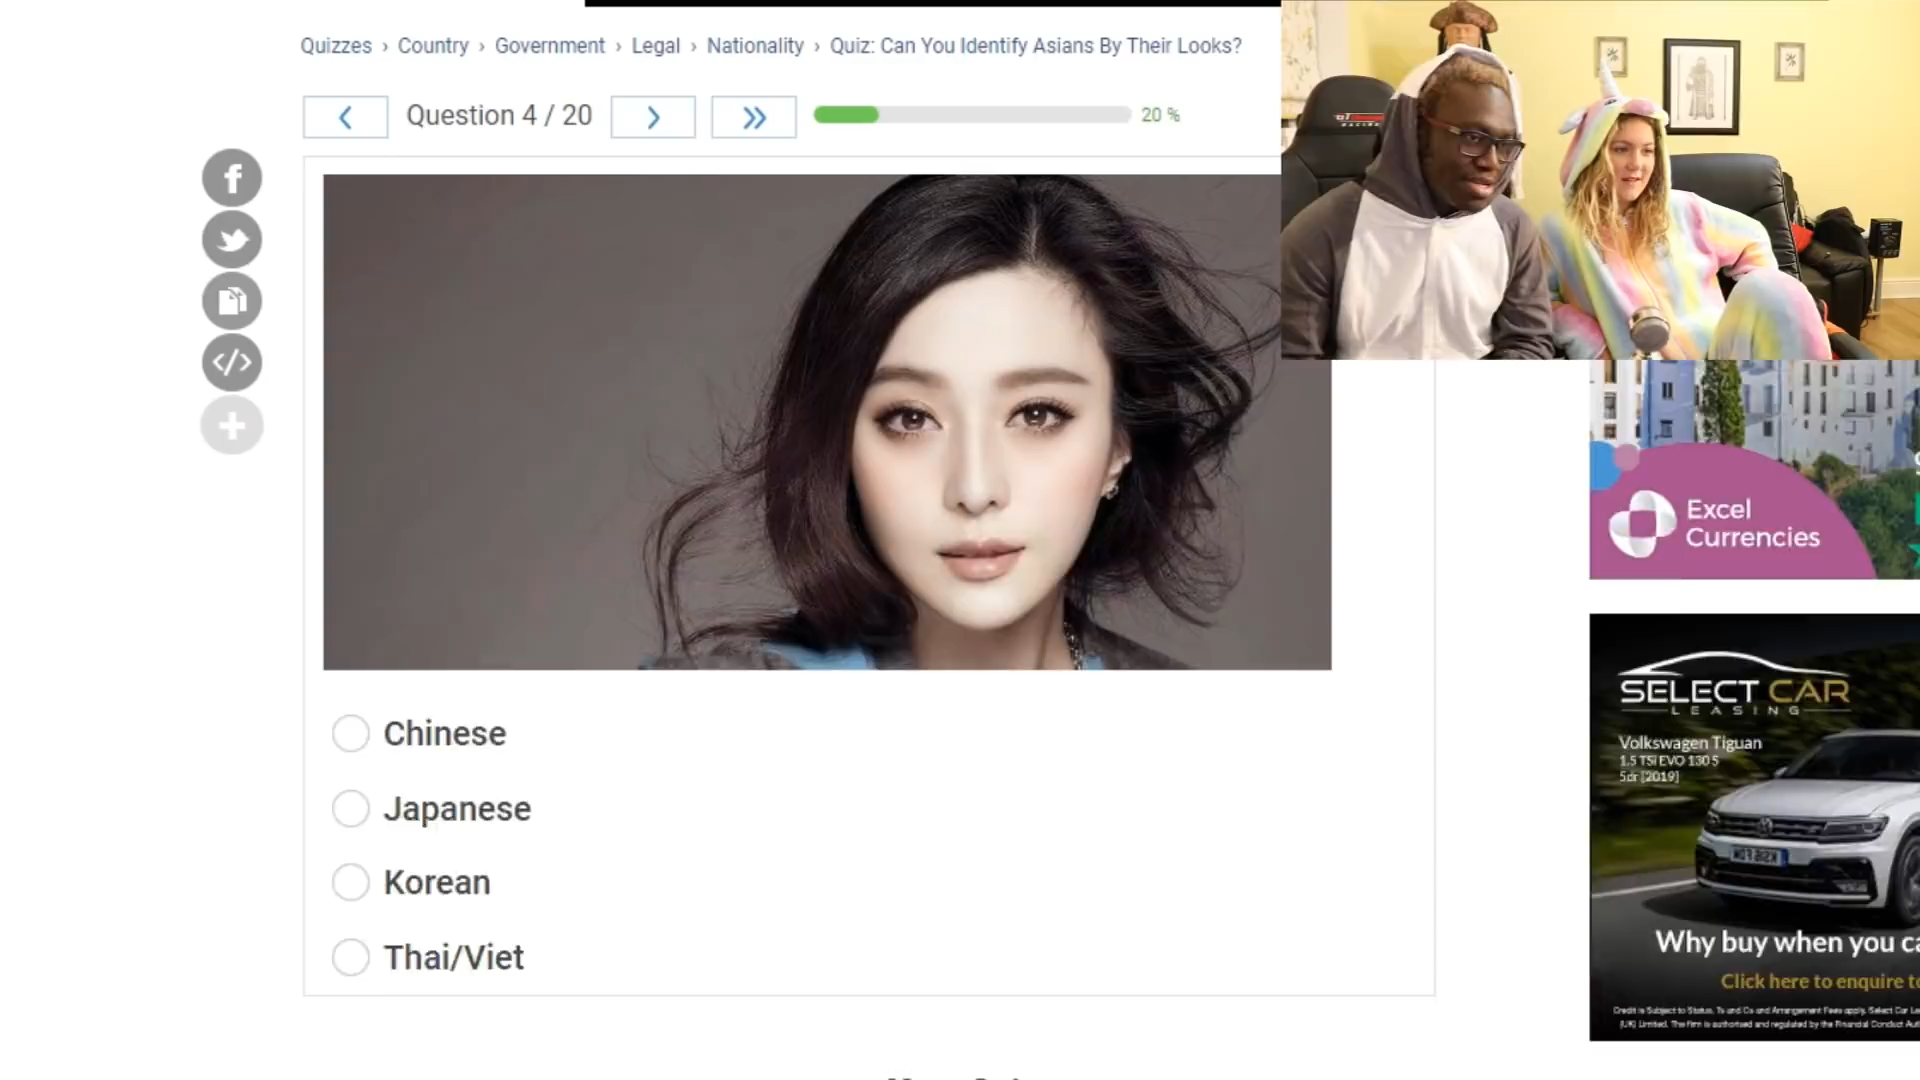 Quizzes › Country › Government › Legal › Nationality › Quiz: Can You Identify Asians By Their Looks?
Question 4 / 20
20 %
Chinese
Japanese
Korean
Thai/Viet
Excel
Currencies
SELECT CAR
LEASING
Volkswagen Tiguan
1.5 TSI EVO 130 S
5dr [2019]
Why buy when you ca
Click here to enquire to